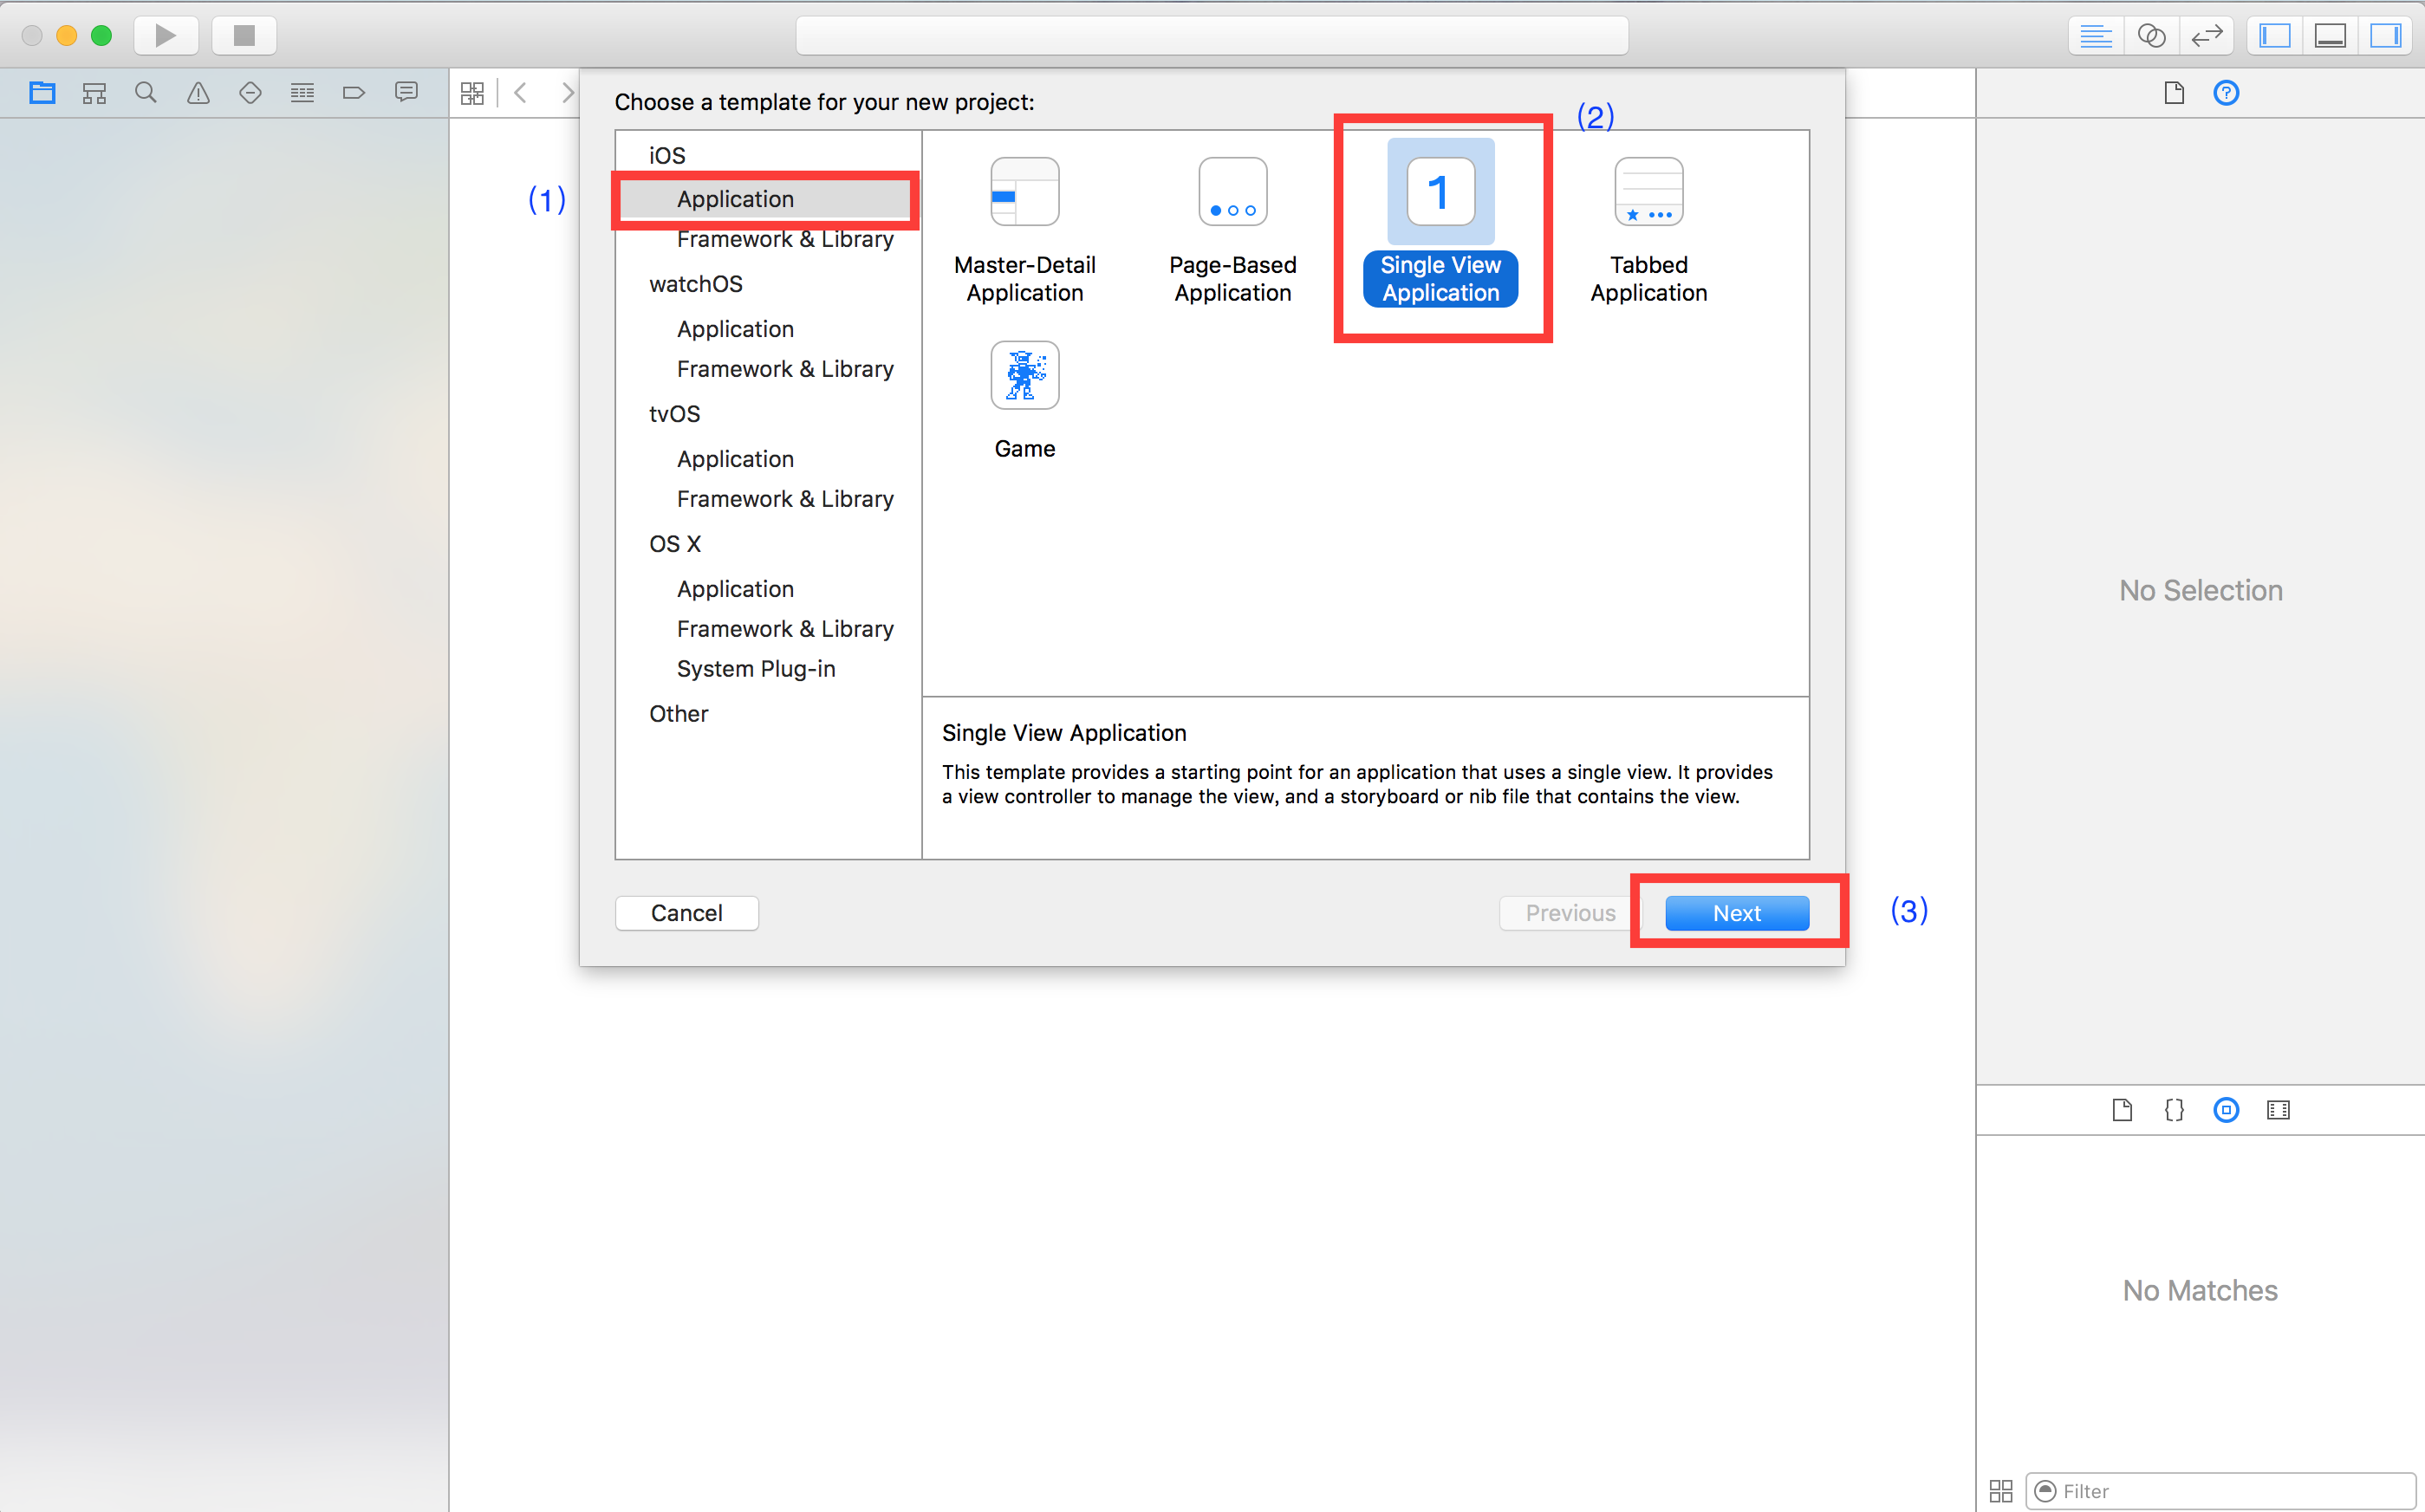 Choose a template for your new project:
(2)
iOS
(1)
Application
Framework & Library
watchOS
Application
Framework & Library
tvOS
Application
Framework & Library
OS X
Application
Framework & Library
System Plug-in
Other
Master-Detail
Application
Page-Based
Application
1
Single View
Application
Tabbed
Application
Game
Single View Application
This template provides a starting point for an application that uses a single view. It provides
a view controller to manage the view, and a storyboard or nib file that contains the view.
Cancel
Previous
Next
(3)
No Selection
{}
No Matches
Filter